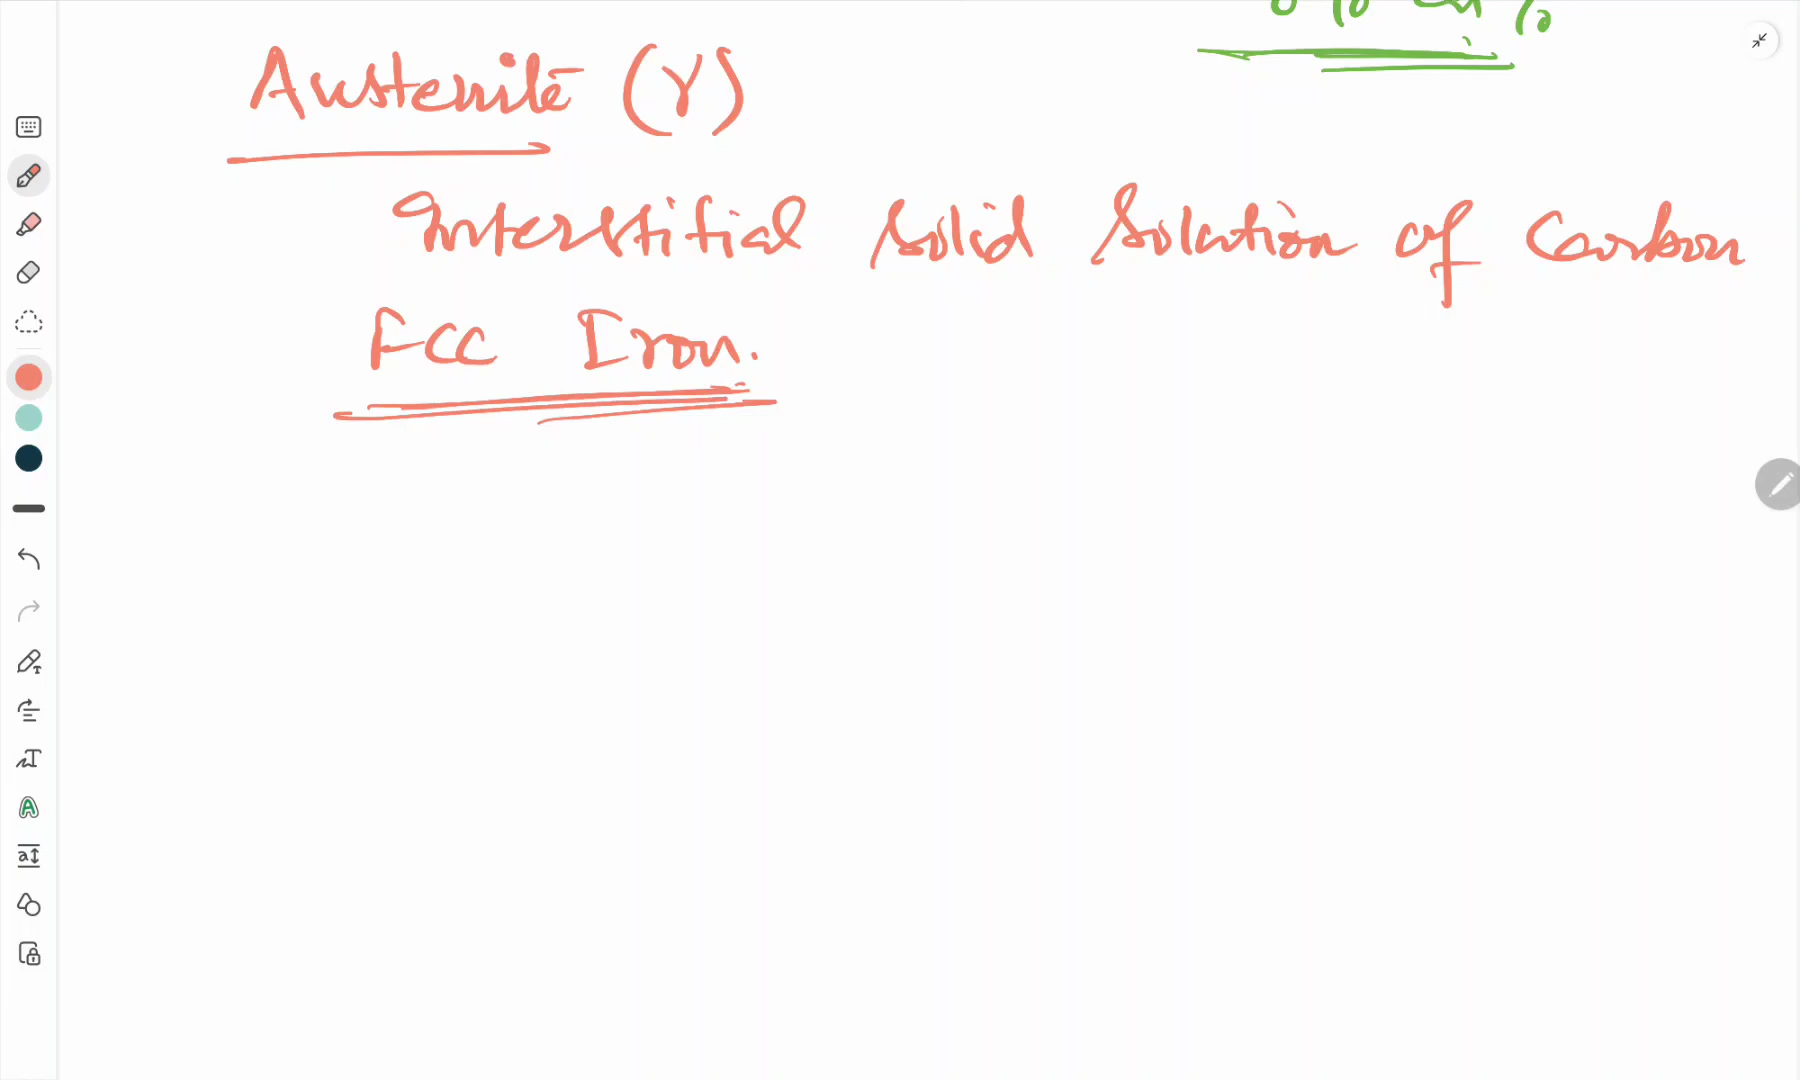 Austenite (γ)
Interstitial Solid Solution of Carbon
FCC Iron.